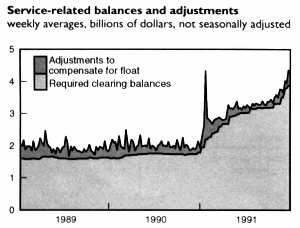 Service-related balances and adjustments
weekly averages, billions of dollars, not seasonally adjusted
5
Adjustments to
compensate for float
4
Required clearing balances
3
2
1
0
1989 1990 1991